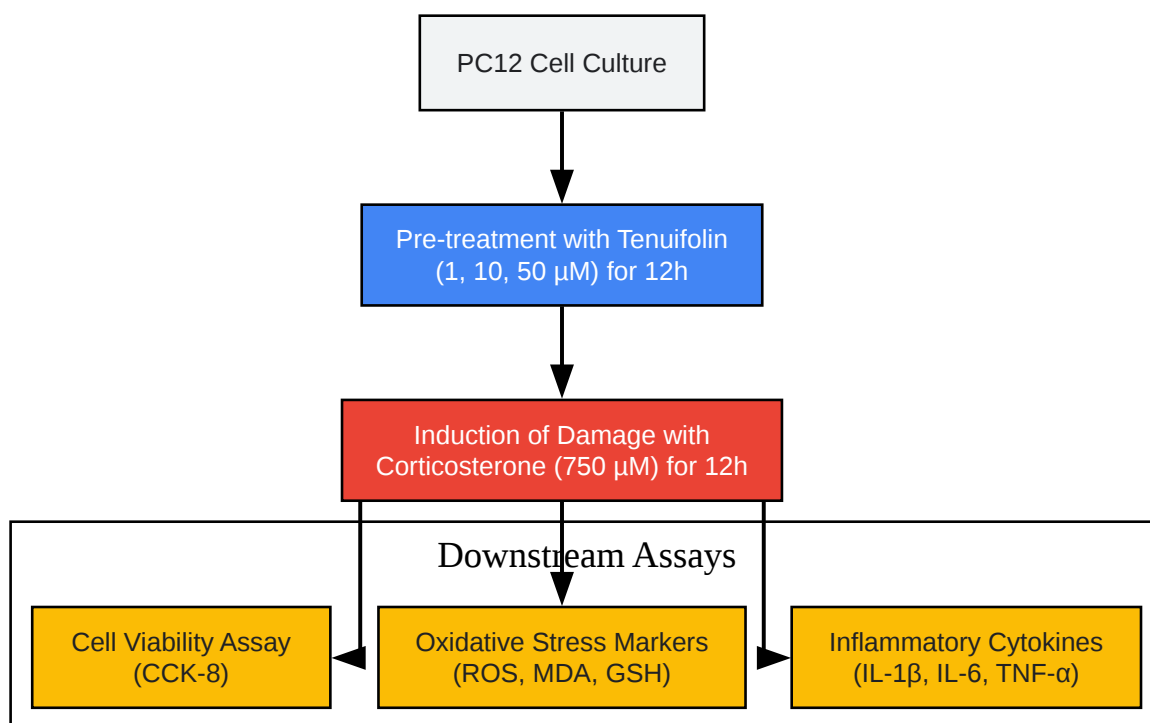 PC12 Cell Culture
Pre-treatment with Tenuifolin
(1, 10, 50 µM) for 12h
Induction of Damage with
Corticosterone (750 µM) for 12h
Downstream Assays
Cell Viability Assay
(CCK-8)
Oxidative Stress Markers
(ROS, MDA, GSH)
Inflammatory Cytokines
(IL-1β, IL-6, TNF-α)